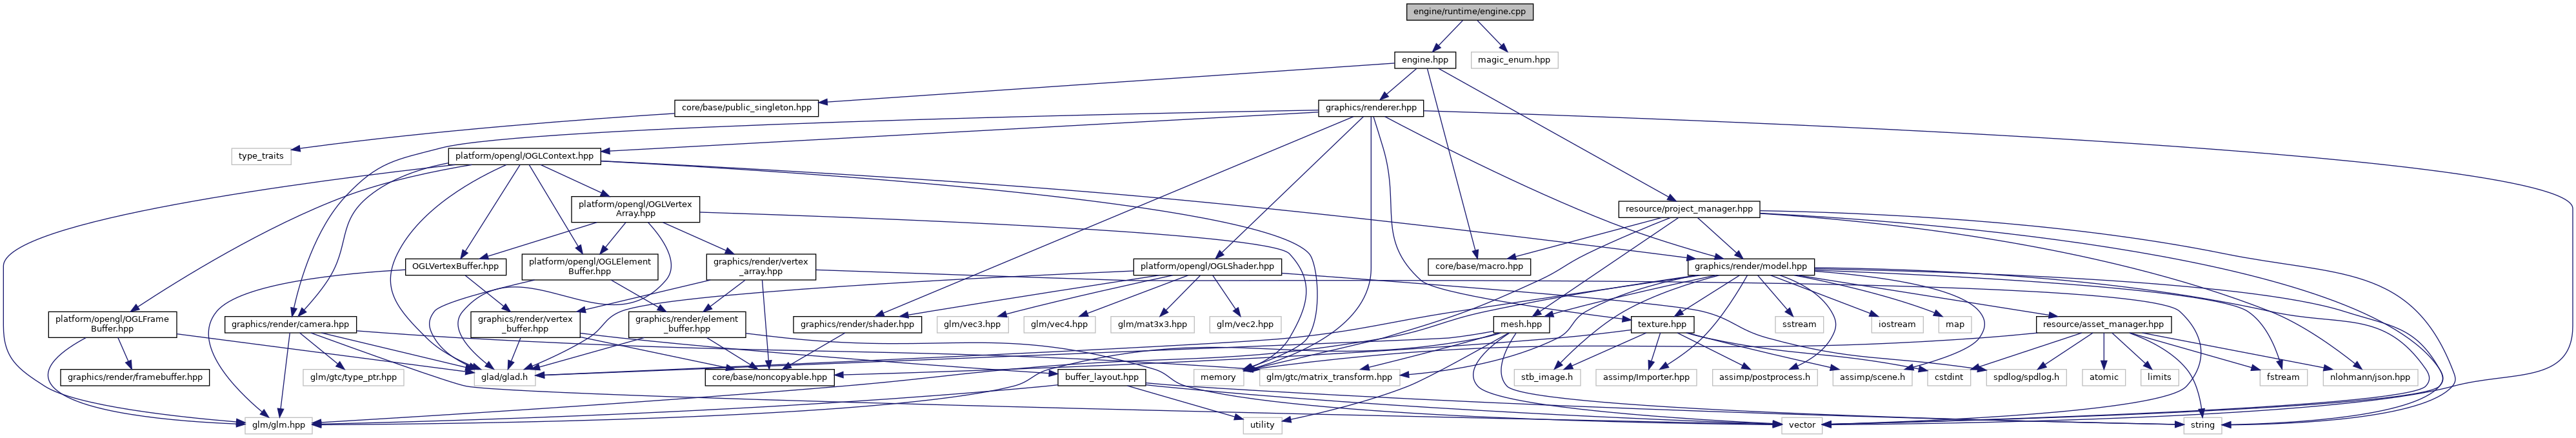 engine/runtime/engine.cpp
engine.hpp
magic_enum.hpp
core/base/public_singleton.hpp
graphics/renderer.hpp
type_traits
platform/opengl/OGLContext.hpp
platform/opengl/OGLVertex
Array.hpp
resource/project_manager.hpp
OGLVertexBuffer.hpp
platform/opengl/OGLElement
Buffer.hpp
graphics/render/vertex
_array.hpp
platform/opengl/OGLShader.hpp
core/base/macro.hpp
graphics/render/model.hpp
platform/opengl/OGLFrame
Buffer.hpp
graphics/render/camera.hpp
graphics/render/vertex
_buffer.hpp
graphics/render/element
_buffer.hpp
graphics/render/shader.hpp
glm/vec3.hpp
glm/vec4.hpp
glm/mat3x3.hpp
glm/vec2.hpp
mesh.hpp
texture.hpp
sstream
iostream
map
resource/asset_manager.hpp
graphics/render/framebuffer.hpp
glm/gtc/type_ptr.hpp
glad/glad.h
core/base/noncopyable.hpp
buffer_layout.hpp
memory
glm/gtc/matrix_transform.hpp
stb_image.h
assimp/Importer.hpp
assimp/postprocess.h
assimp/scene.h
cstdint
spdlog/spdlog.h
atomic
limits
fstream
nlohmann/json.hpp
glm/glm.hpp
utility
vector
string